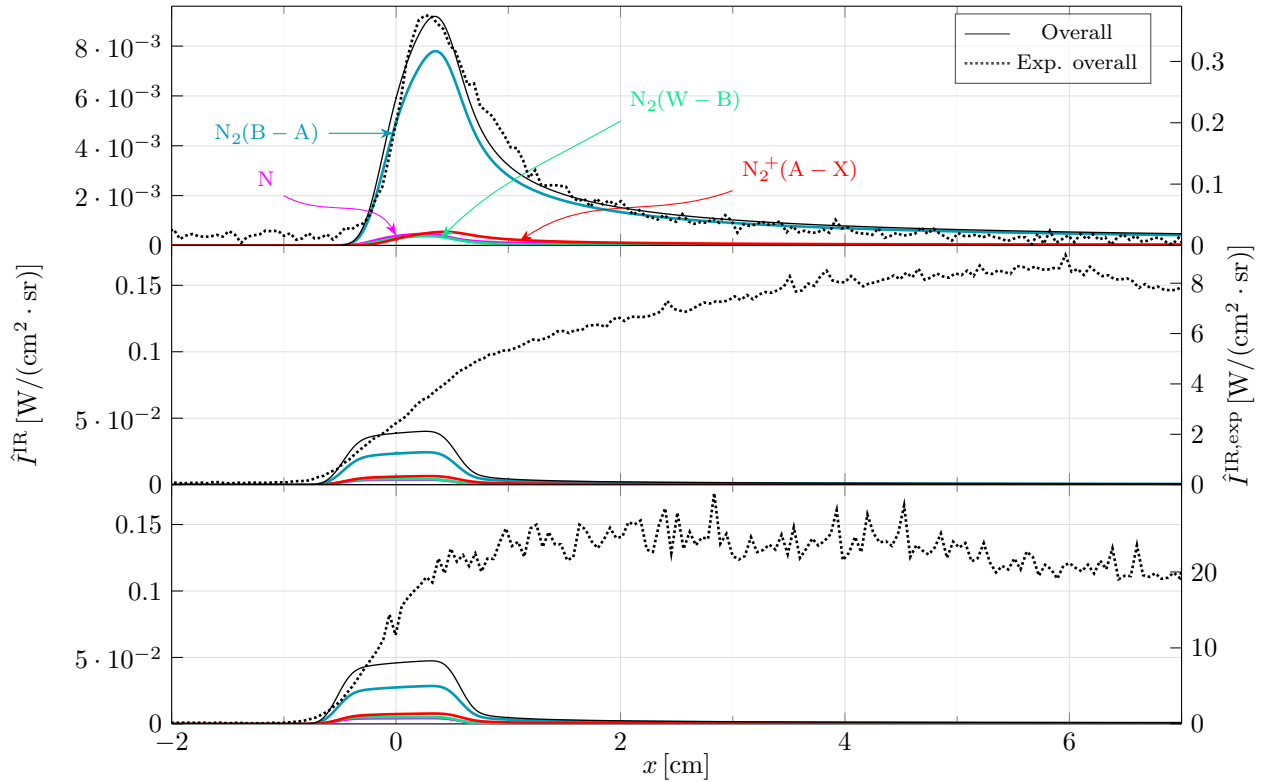 Overall
Exp. overall
8 · 10⁻³
6 · 10⁻³
4 · 10⁻³
2 · 10⁻³
0
0.3
0.2
0.1
0
N₂(B − A)
N₂(W − B)
N
N₂⁺(A − X)
0.15
0.1
5 · 10⁻²
0
8
6
4
2
0
Î^IR [W/(cm² · sr)]
Î^IR,exp [W/(cm² · sr)]
0.15
0.1
5 · 10⁻²
0
20
10
0
−2 0 2 4 6
x [cm]